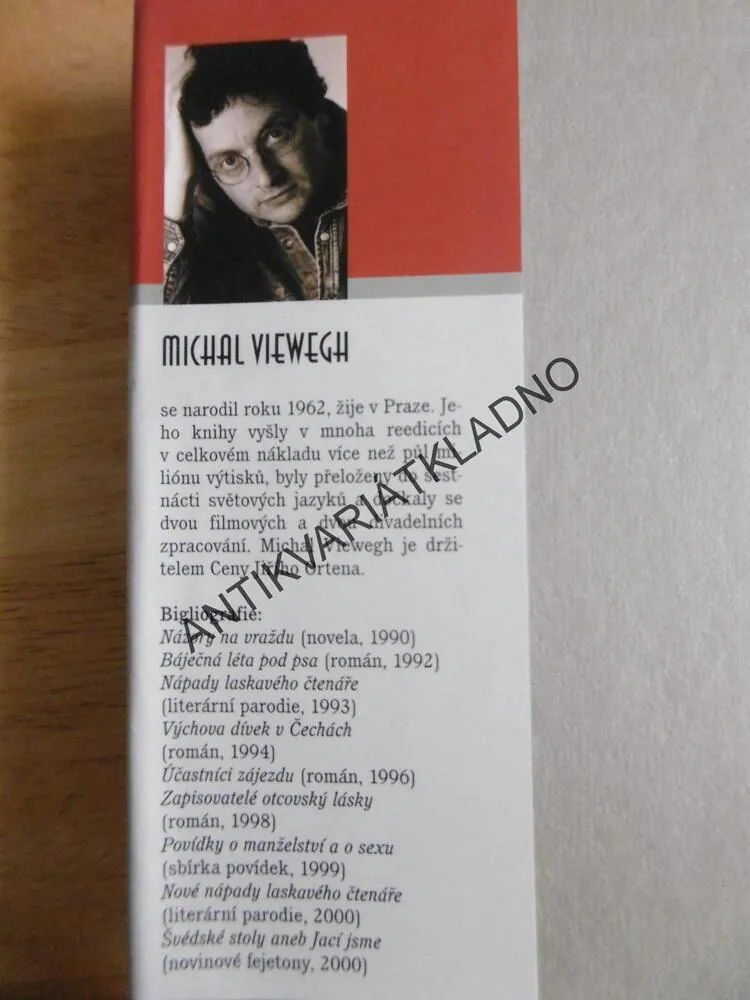 MICHAL VIEWEGH
se narodil roku 1962, žije v Praze. Je-
ho knihy vyšly v mnoha reedicích
v celkovém nákladu více než půl mi-
liónu výtisků, byly přeloženy do šest-
nácti světových jazyků a dočkaly se
dvou filmových a dvou divadelních
zpracování. Michal Viewegh je drži-
telem Ceny Jiřího Ortena.
Bigliografie:
Názory na vraždu (novela, 1990)
Báječná léta pod psa (román, 1992)
Nápady laskavého čtenáře
(literární parodie, 1993)
Výchova dívek v Čechách
(román, 1994)
Účastníci zájezdu (román, 1996)
Zapisovatelé otcovský lásky
(román, 1998)
Povídky o manželství a o sexu
(sbírka povídek, 1999)
Nové nápady laskavého čtenáře
(literární parodie, 2000)
Švédské stoly aneb Jací jsme
(novinové fejetony, 2000)
ANTIKVARIÁTKLADNO